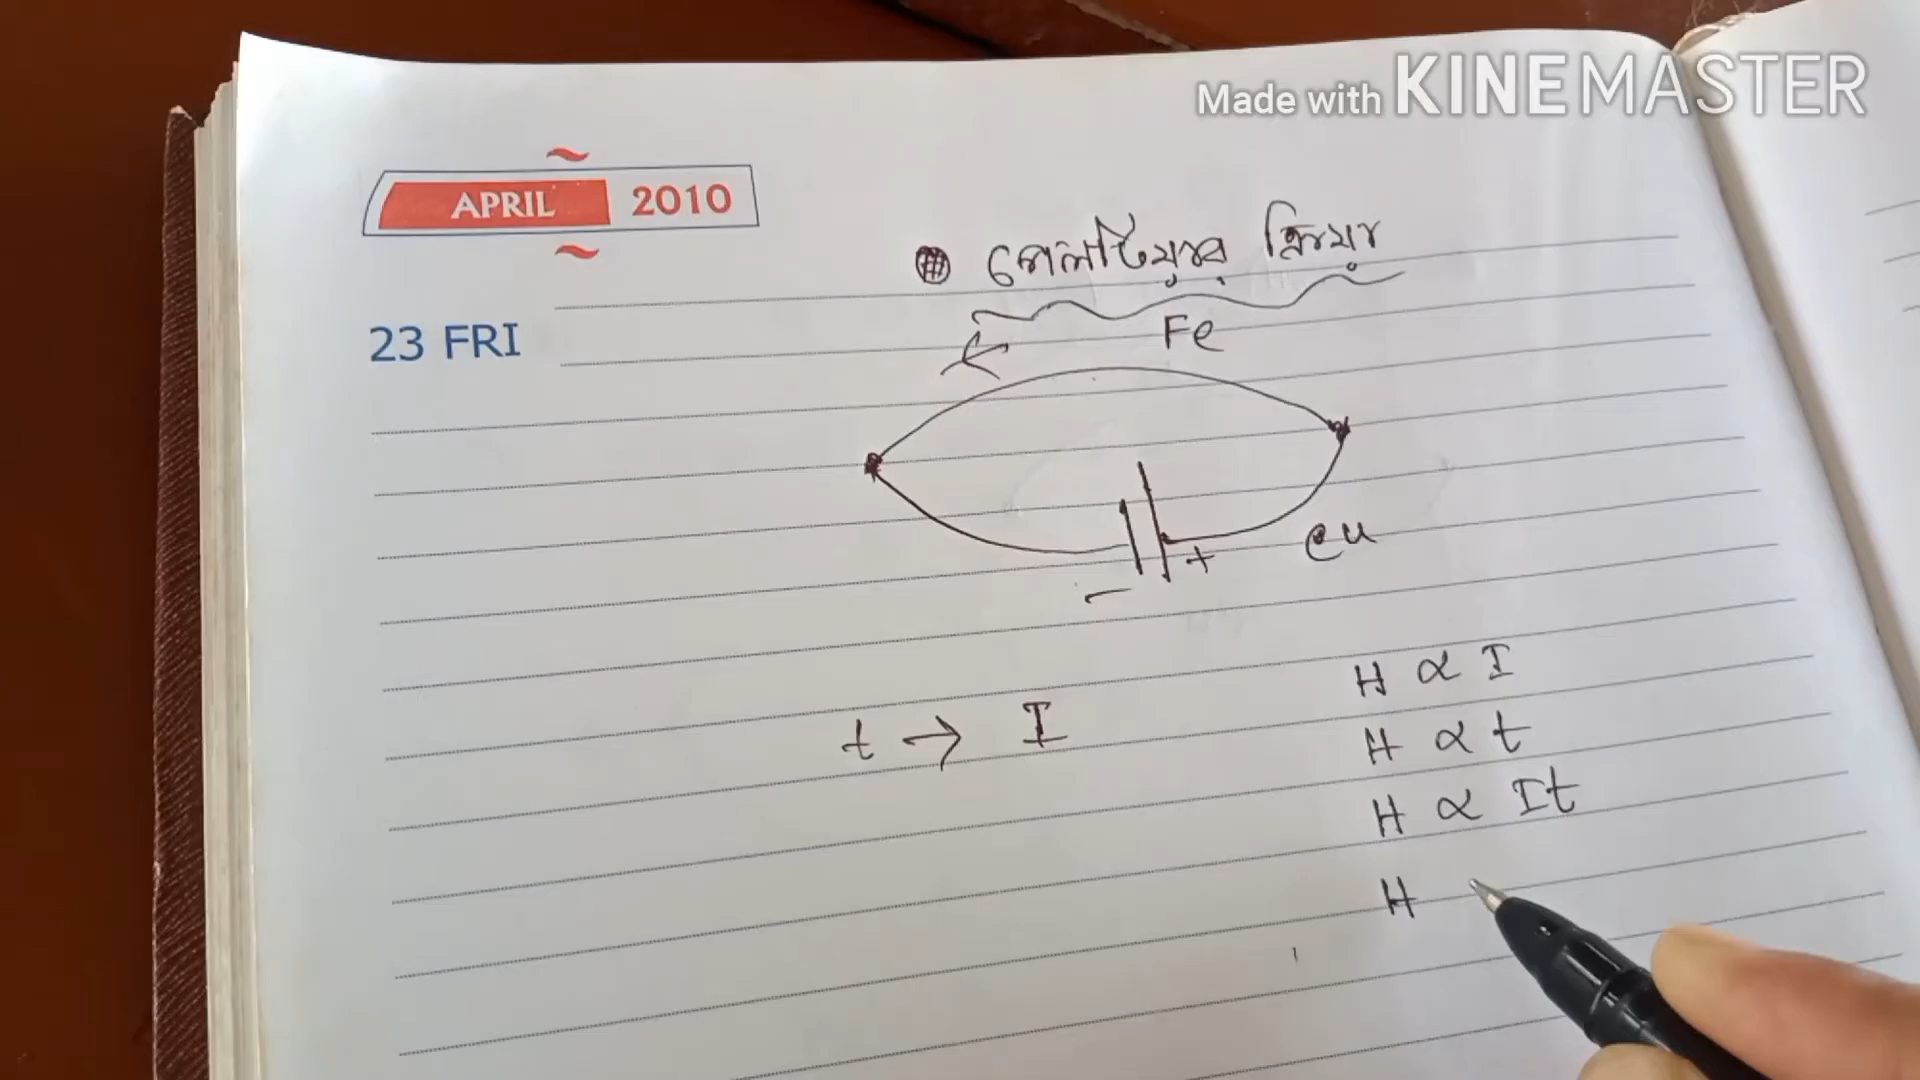 Made with KINEMASTER
APRIL 2010
পেলটিয়ার ক্রিয়া
23 FRI
Fe
Cu
- +
H ∝ I
t → I
H ∝ t
H ∝ It
H